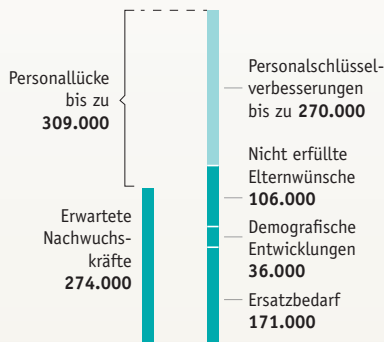 Personallücke
bis zu
309.000
Erwartete
Nachwuchs-
kräfte
274.000
Personalschlüssel-
verbesserungen
bis zu 270.000
Nicht erfüllte
Elternwünsche
106.000
Demografische
Entwicklungen
36.000
Ersatzbedarf
171.000